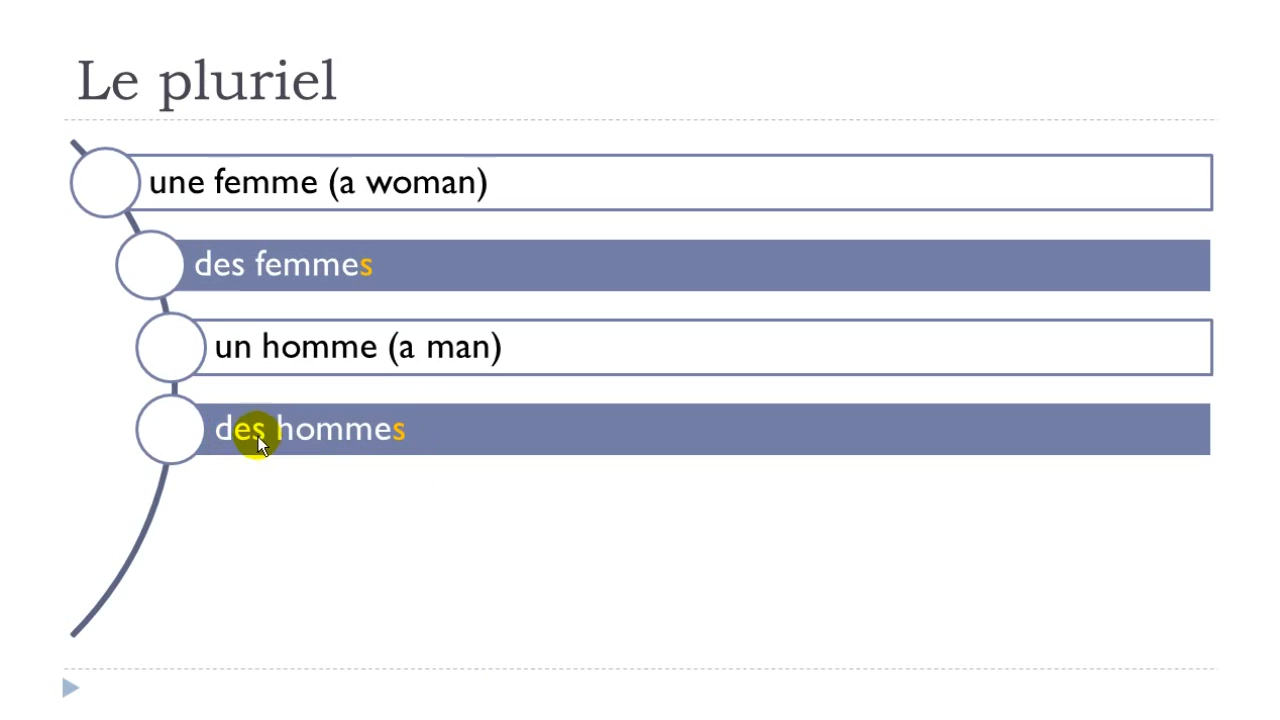 Le pluriel
une femme (a woman)
des femmes
un homme (a man)
des hommes